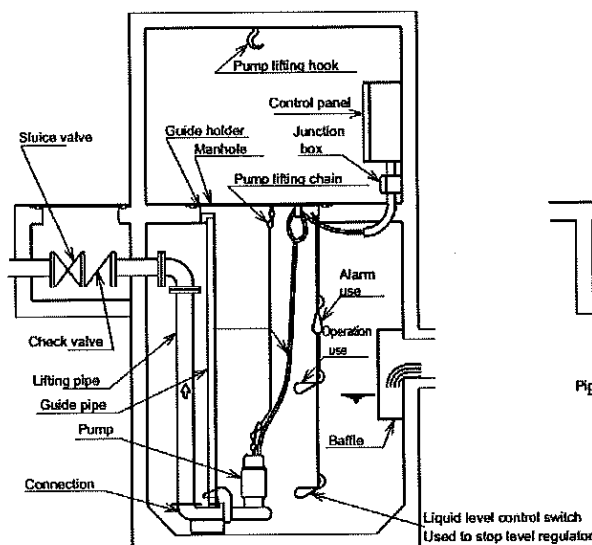 Pump lifting hook
Control panel
Sluice valve
Guide holder
Junction
box
Manhole
Pump lifting chain
Alarm
use
Check valve
Operation
use
Lifting pipe
Guide pipe
Pump
Baffle
Connection
Liquid level control switch
Used to stop level regulator
Pip